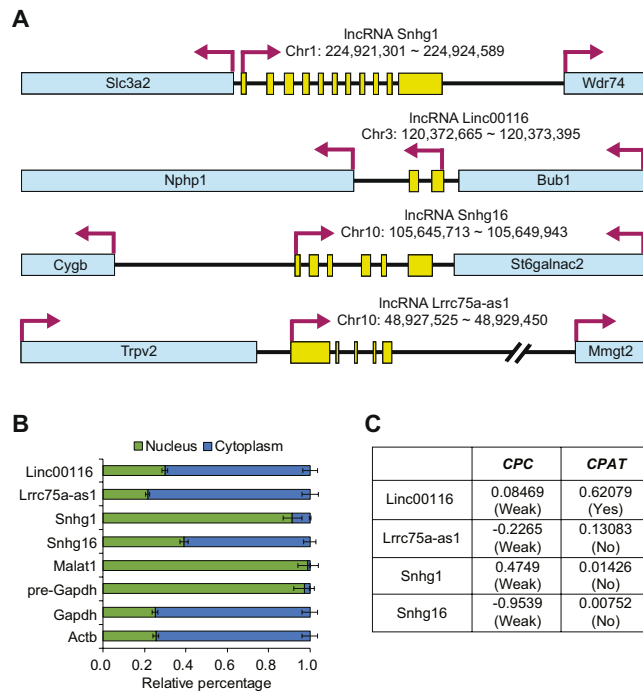 A
lncRNA Snhg1
Chr1: 224,921,301 ~ 224,924,589
Slc3a2
Wdr74
lncRNA Linc00116
Chr3: 120,372,665 ~ 120,373,395
Nphp1
Bub1
lncRNA Snhg16
Chr10: 105,645,713 ~ 105,649,943
Cygb
St6galnac2
lncRNA Lrrc75a-as1
Chr10: 48,927,525 ~ 48,929,450
Trpv2
Mmgt2
B
Nucleus Cytoplasm
Linc00116
Lrrc75a-as1
Snhg1
Snhg16
Malat1
pre-Gapdh
Gapdh
Actb
0.0 0.2 0.4 0.6 0.8 1.0
Relative percentage
C
CPC CPAT
Linc00116 0.08469 (Weak) 0.62079 (Yes)
Lrrc75a-as1 -0.2265 (Weak) 0.13083 (No)
Snhg1 0.4749 (Weak) 0.01426 (No)
Snhg16 -0.9539 (Weak) 0.00752 (No)